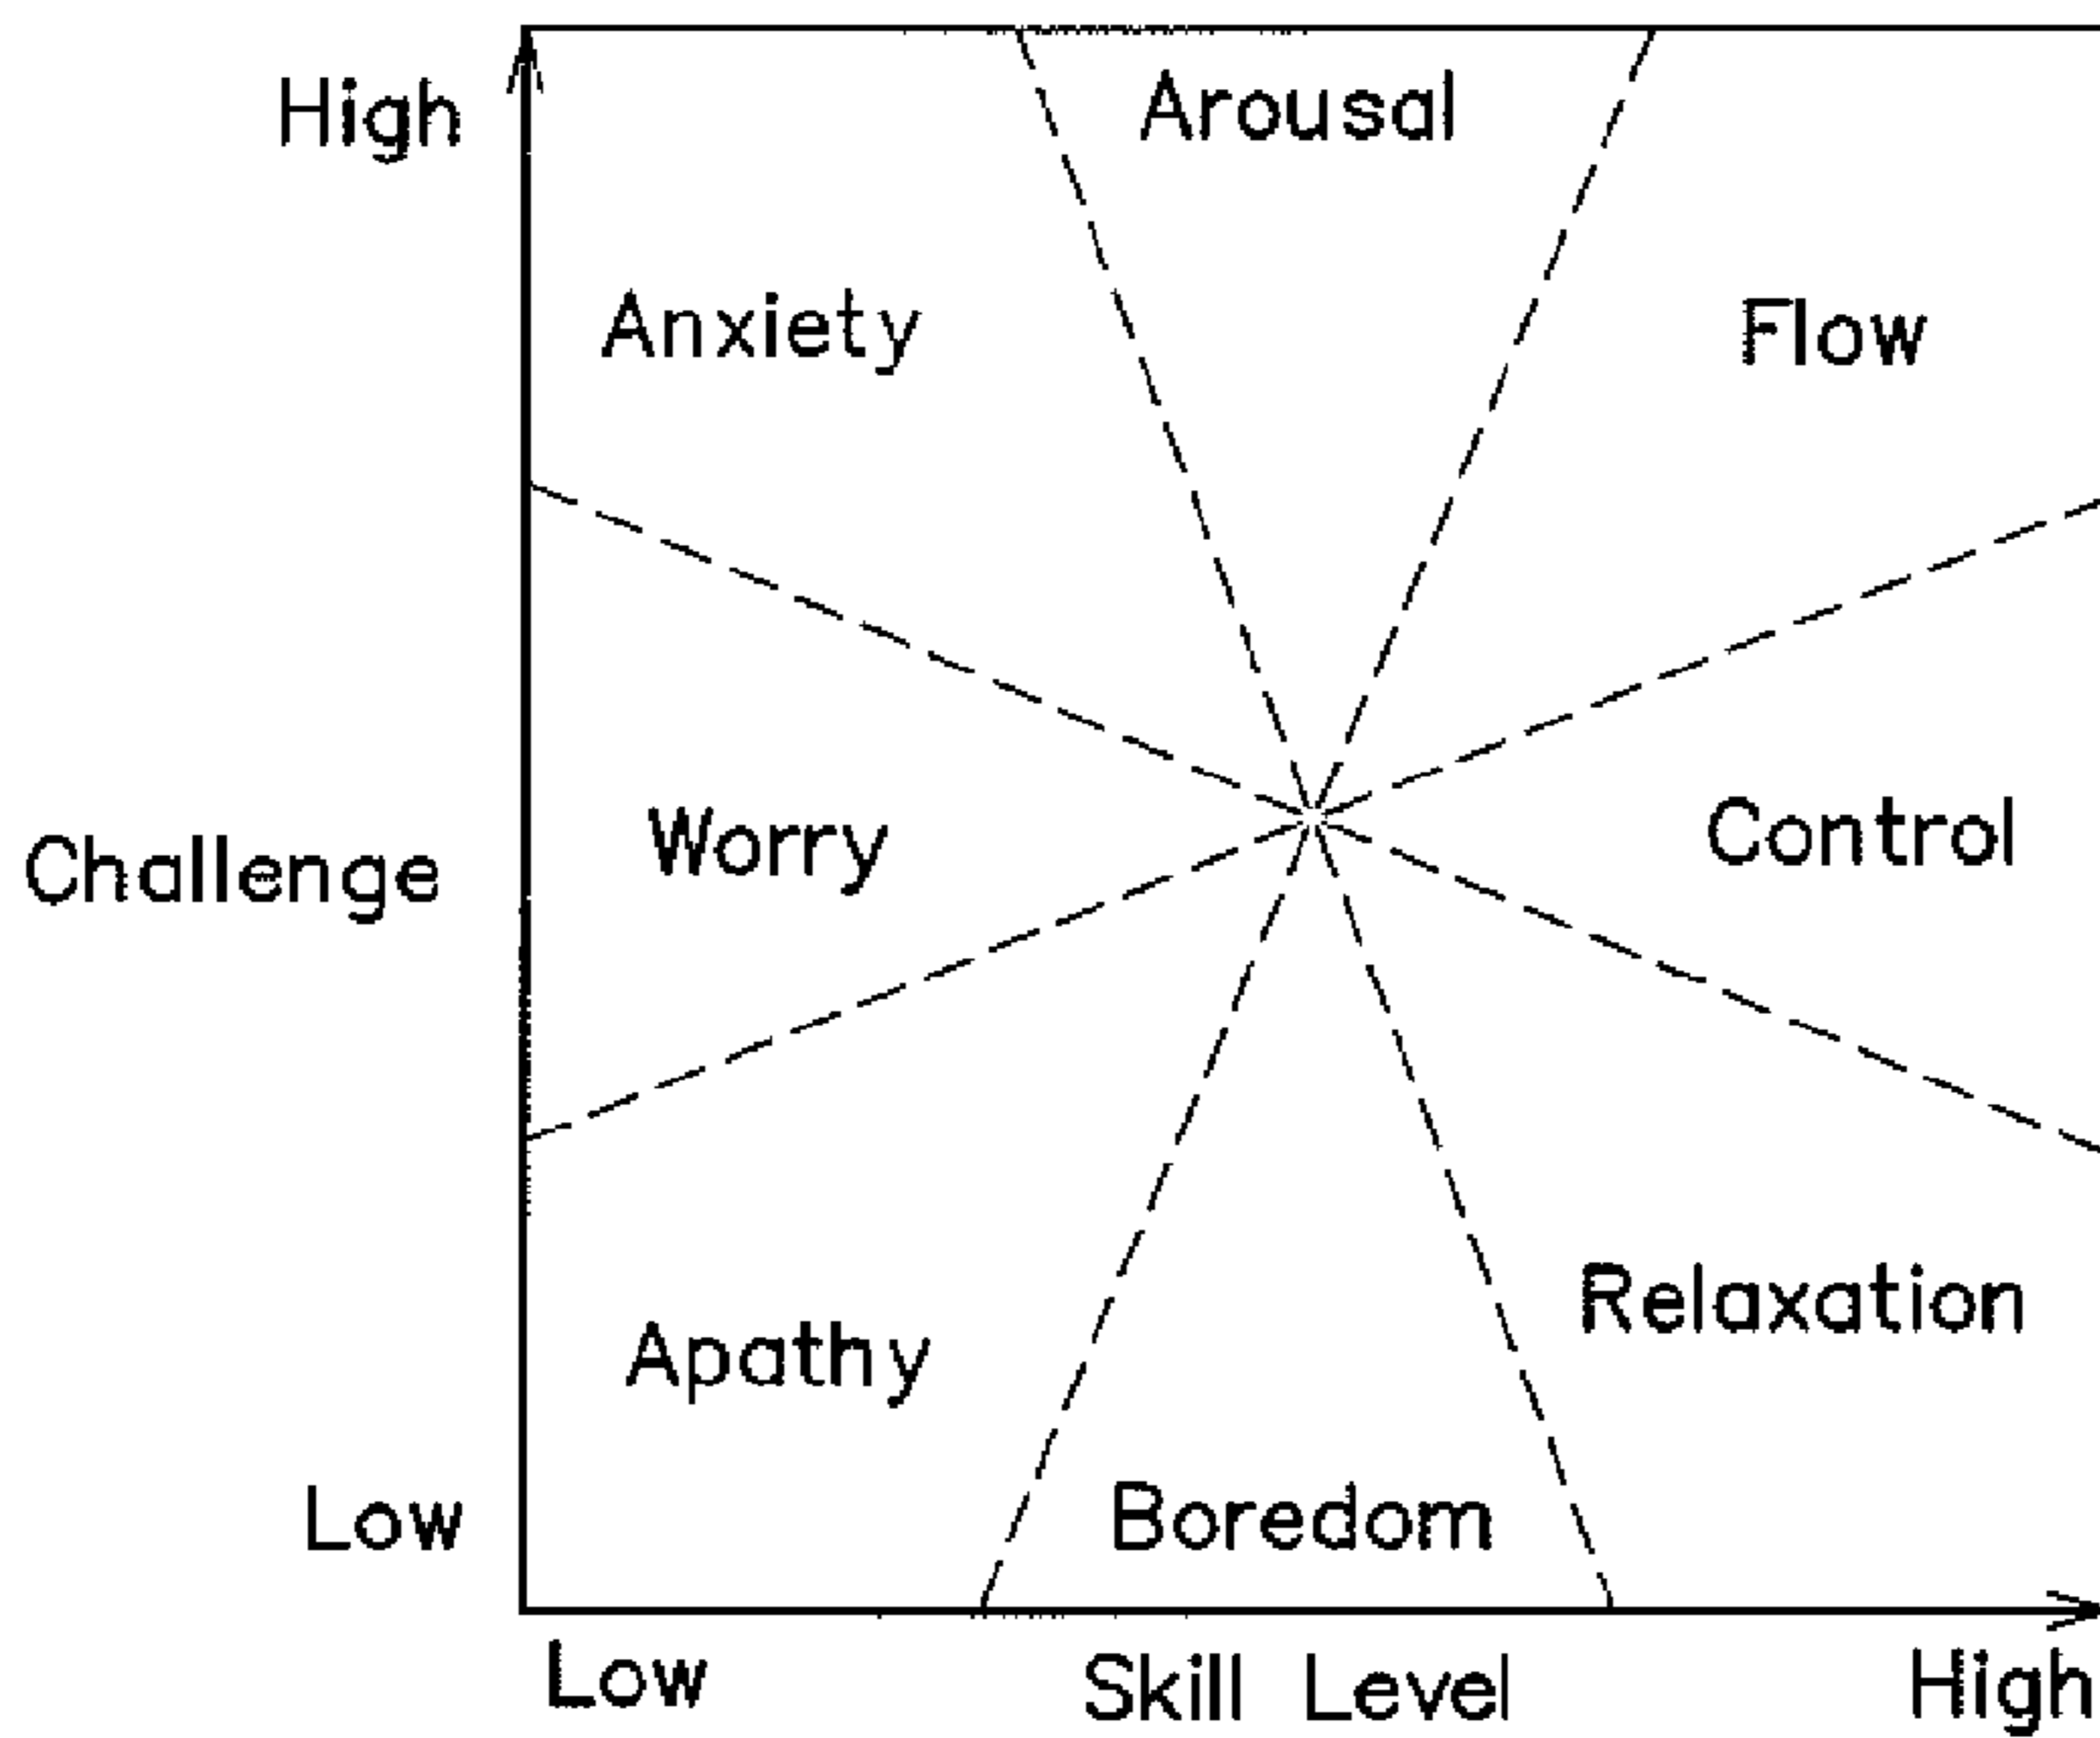 High
Arousal
Anxiety
Flow
Challenge
Worry
Control
Apathy
Relaxation
Low
Boredom
Low
Skill Level
High